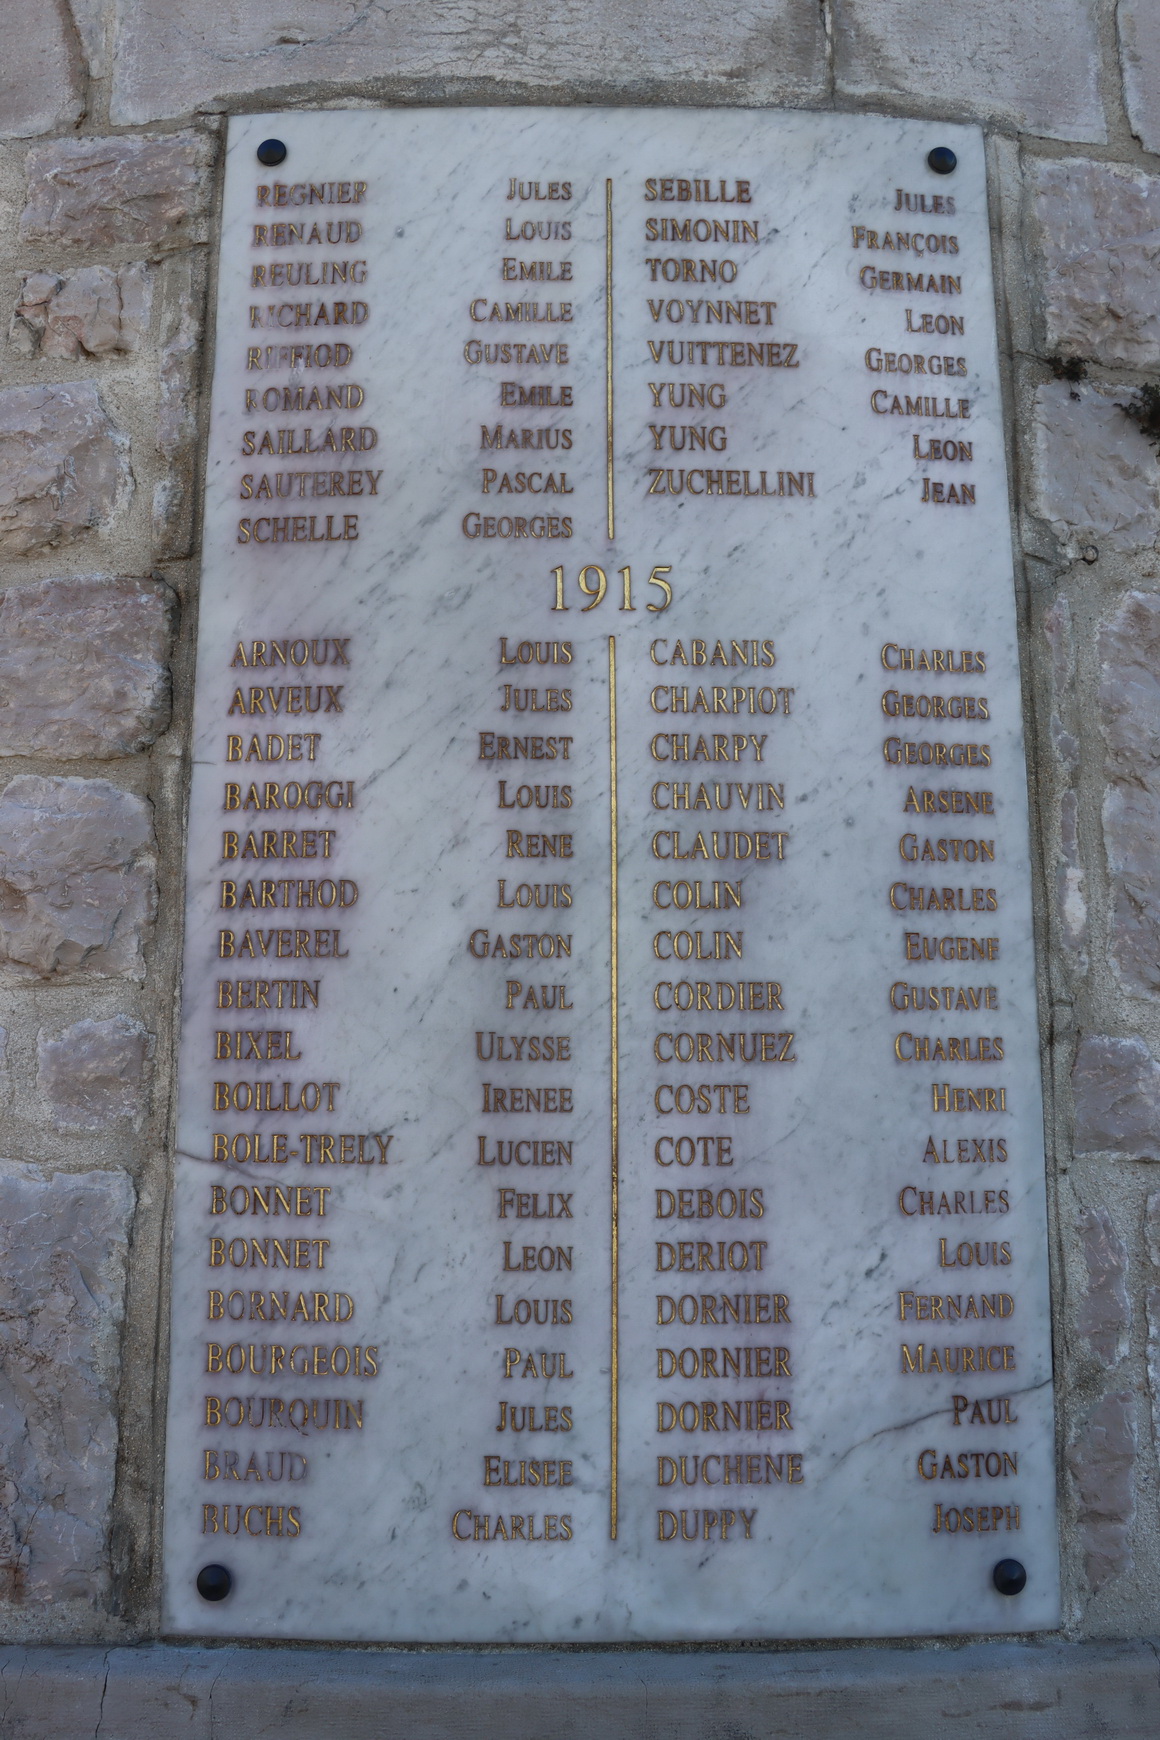 REGNIER JULES
RENAUD LOUIS
REULING EMILE
RICHARD CAMILLE
RIFFIOD GUSTAVE
ROMAND EMILE
SAILLARD MARIUS
SAUTEREY PASCAL
SCHELLE GEORGES
SEBILLE JULES
SIMONIN FRANÇOIS
TORNO GERMAIN
VOYNNET LEON
VUITTENEZ GEORGES
YUNG CAMILLE
YUNG LEON
ZUCHELLINI JEAN
1915
ARNOUX LOUIS
ARVEUX JULES
BADET ERNEST
BAROGGI LOUIS
BARRET RENE
BARTHOD LOUIS
BAVEREL GASTON
BERTIN PAUL
BIXEL ULYSSE
BOILLOT IRENEE
BOLE-TRELY LUCIEN
BONNET FELIX
BONNET LEON
BORNARD LOUIS
BOURGEOIS PAUL
BOURQUIN JULES
BRAUD ELISEE
BUCHS CHARLES
CABANIS CHARLES
CHARPIOT GEORGES
CHARPY GEORGES
CHAUVIN ARSENE
CLAUDET GASTON
COLIN CHARLES
COLIN EUGENE
CORDIER GUSTAVE
CORNUEZ CHARLES
COSTE HENRI
COTE ALEXIS
DEBOIS CHARLES
DERIOT LOUIS
DORNIER FERNAND
DORNIER MAURICE
DORNIER PAUL
DUCHENE GASTON
DUPPY JOSEPH